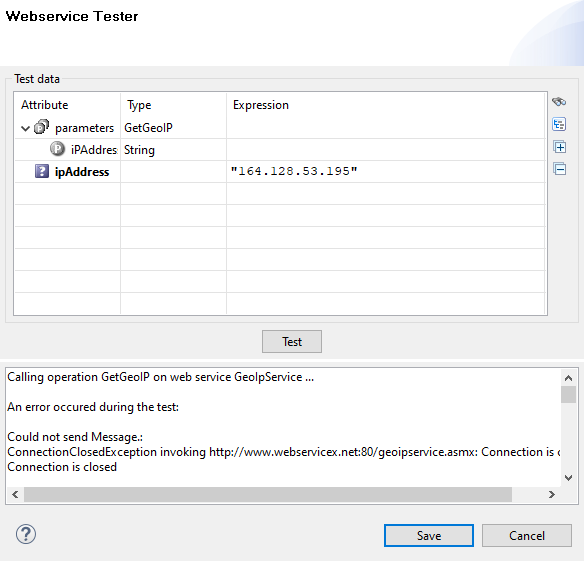 Webservice Tester
Test data
Attribute Type Expression
parameters GetGeoIP
iPAddres String
ipAddress "164.128.53.195"
Test
Calling operation GetGeoIP on web service GeoIpService ...
An error occured during the test:
Could not send Message.:
ConnectionClosedException invoking http://www.webservicex.net:80/geoipservice.asmx: Connection is c
Connection is closed
Save Cancel